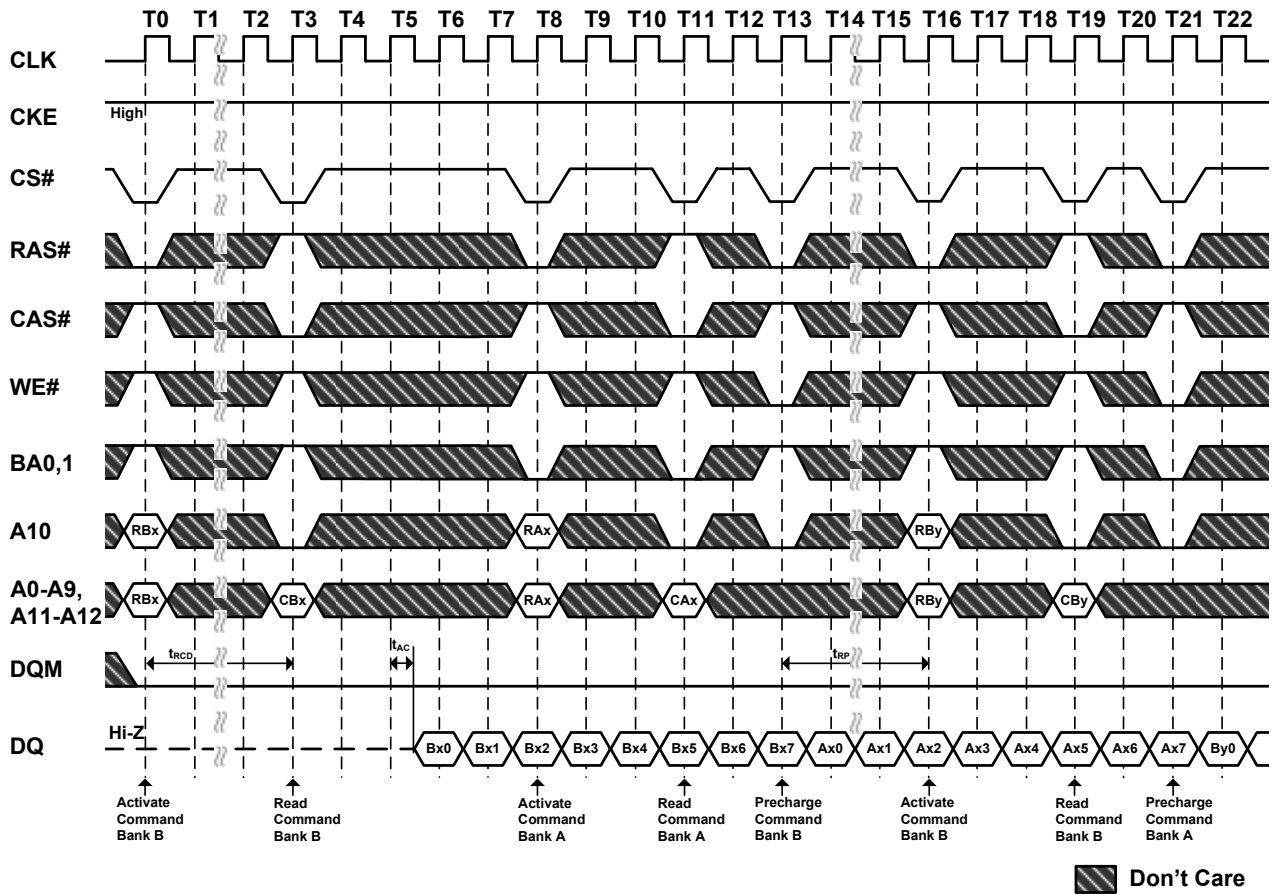 T0 T1 T2 T3 T4 T5 T6 T7 T8 T9 T10 T11 T12 T13 T14 T15 T16 T17 T18 T19 T20 T21 T22
CLK
CKE High
CS#
RAS#
CAS#
WE#
BA0,1
A10 RBx RAx RBy
A0-A9,
A11-A12 RBx CBx RAx CAx RBy CBy
DQM tRCD tAC tRP
DQ Hi-Z Bx0 Bx1 Bx2 Bx3 Bx4 Bx5 Bx6 Bx7 Ax0 Ax1 Ax2 Ax3 Ax4 Ax5 Ax6 Ax7 By0
Activate
Command
Bank B
Read
Command
Bank B
Activate
Command
Bank A
Read
Command
Bank A
Precharge
Command
Bank B
Activate
Command
Bank B
Read
Command
Bank B
Precharge
Command
Bank A
Don't Care